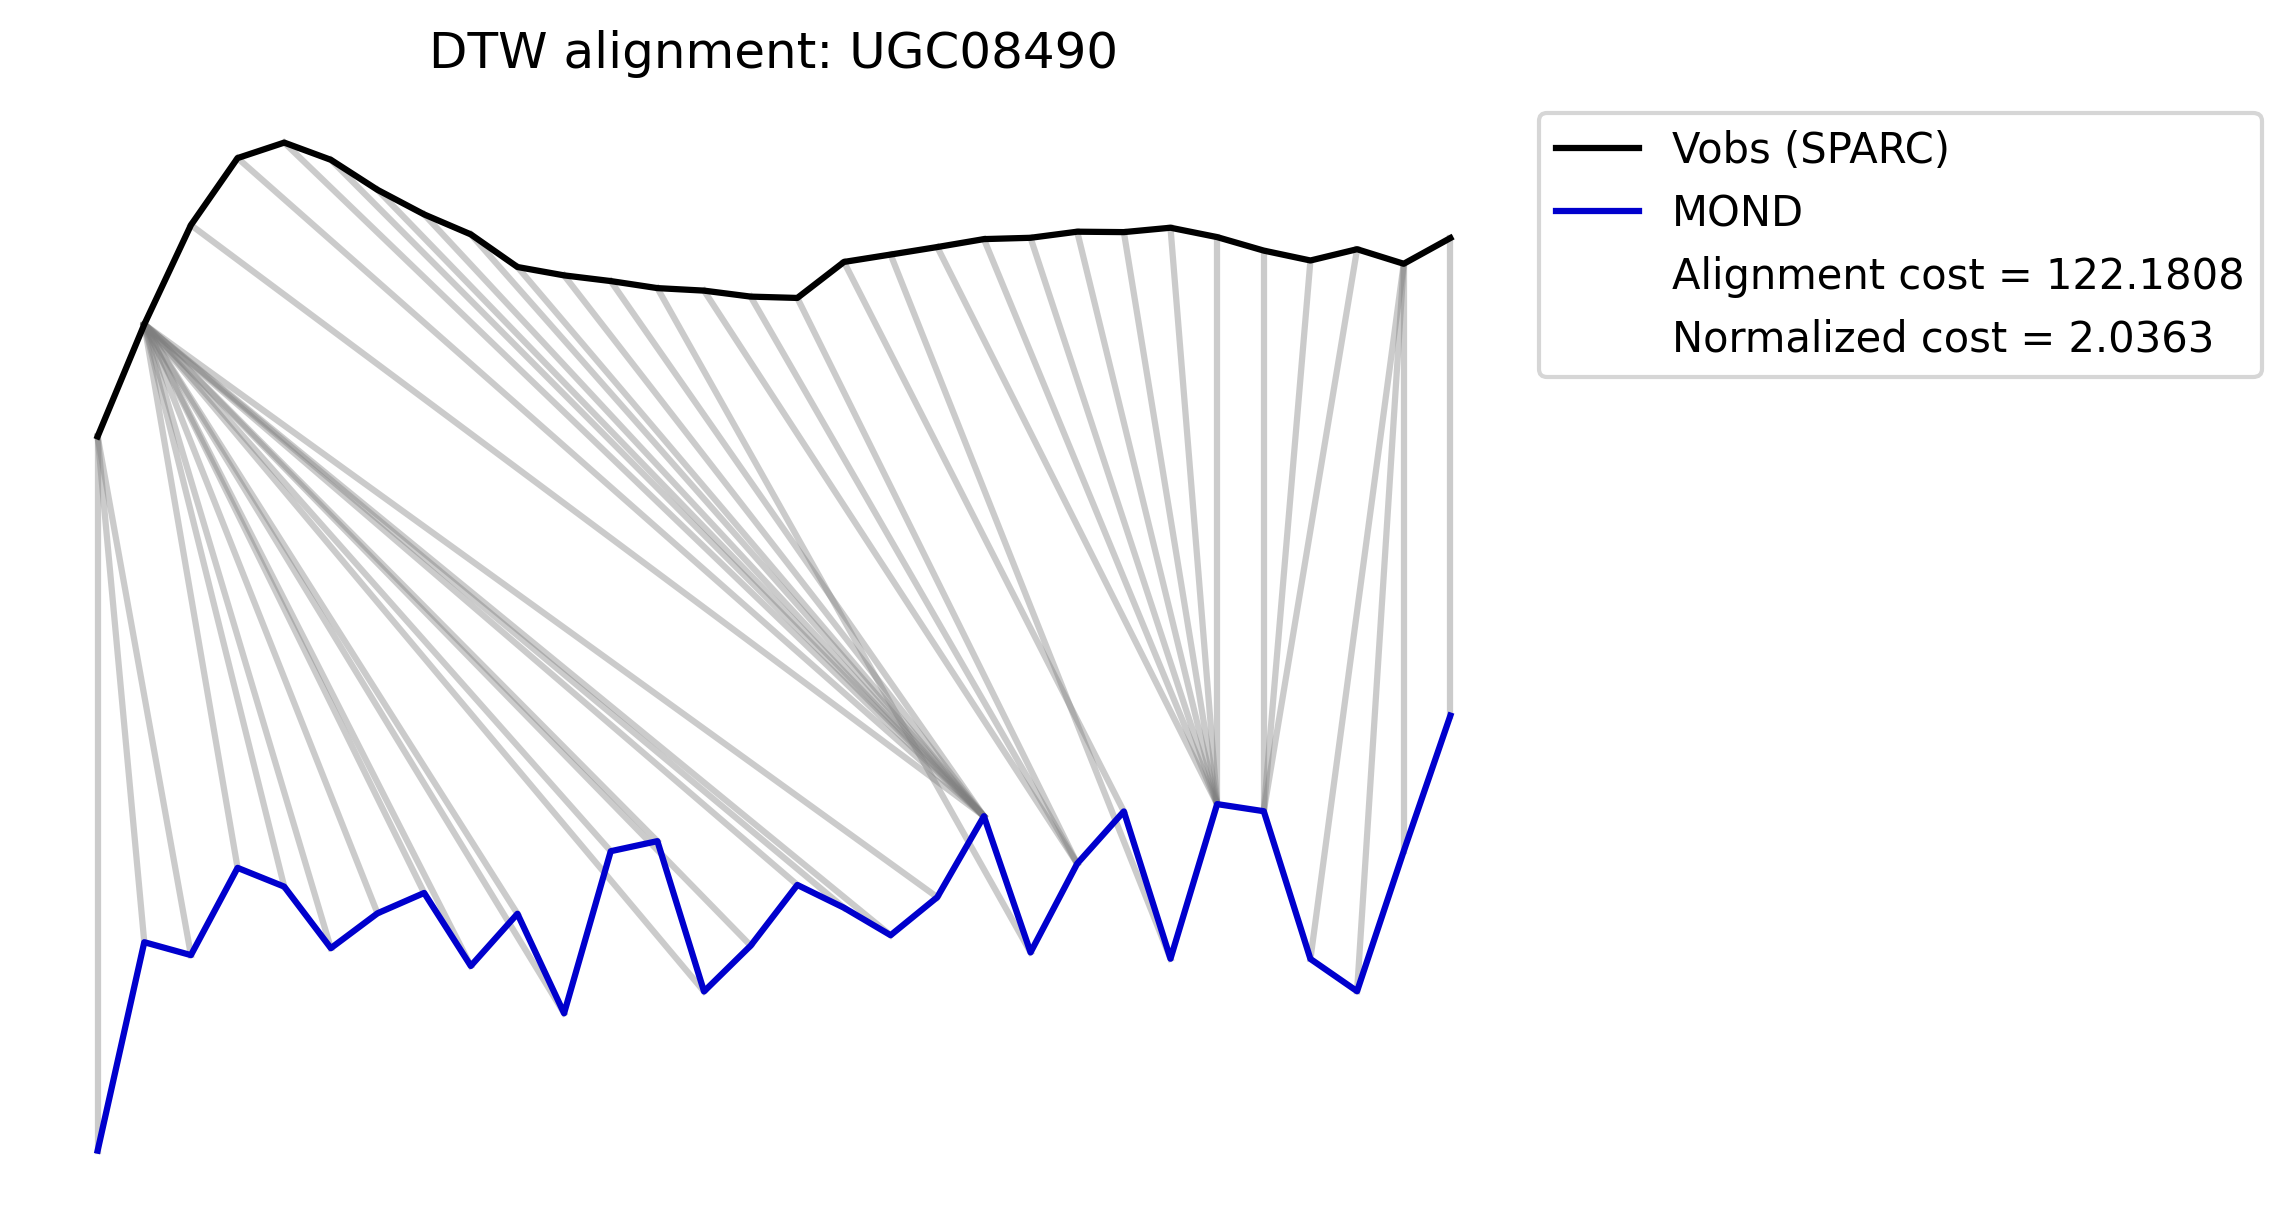 DTW alignment: UGC08490
Vobs (SPARC)
MOND
Alignment cost = 122.1808
Normalized cost = 2.0363